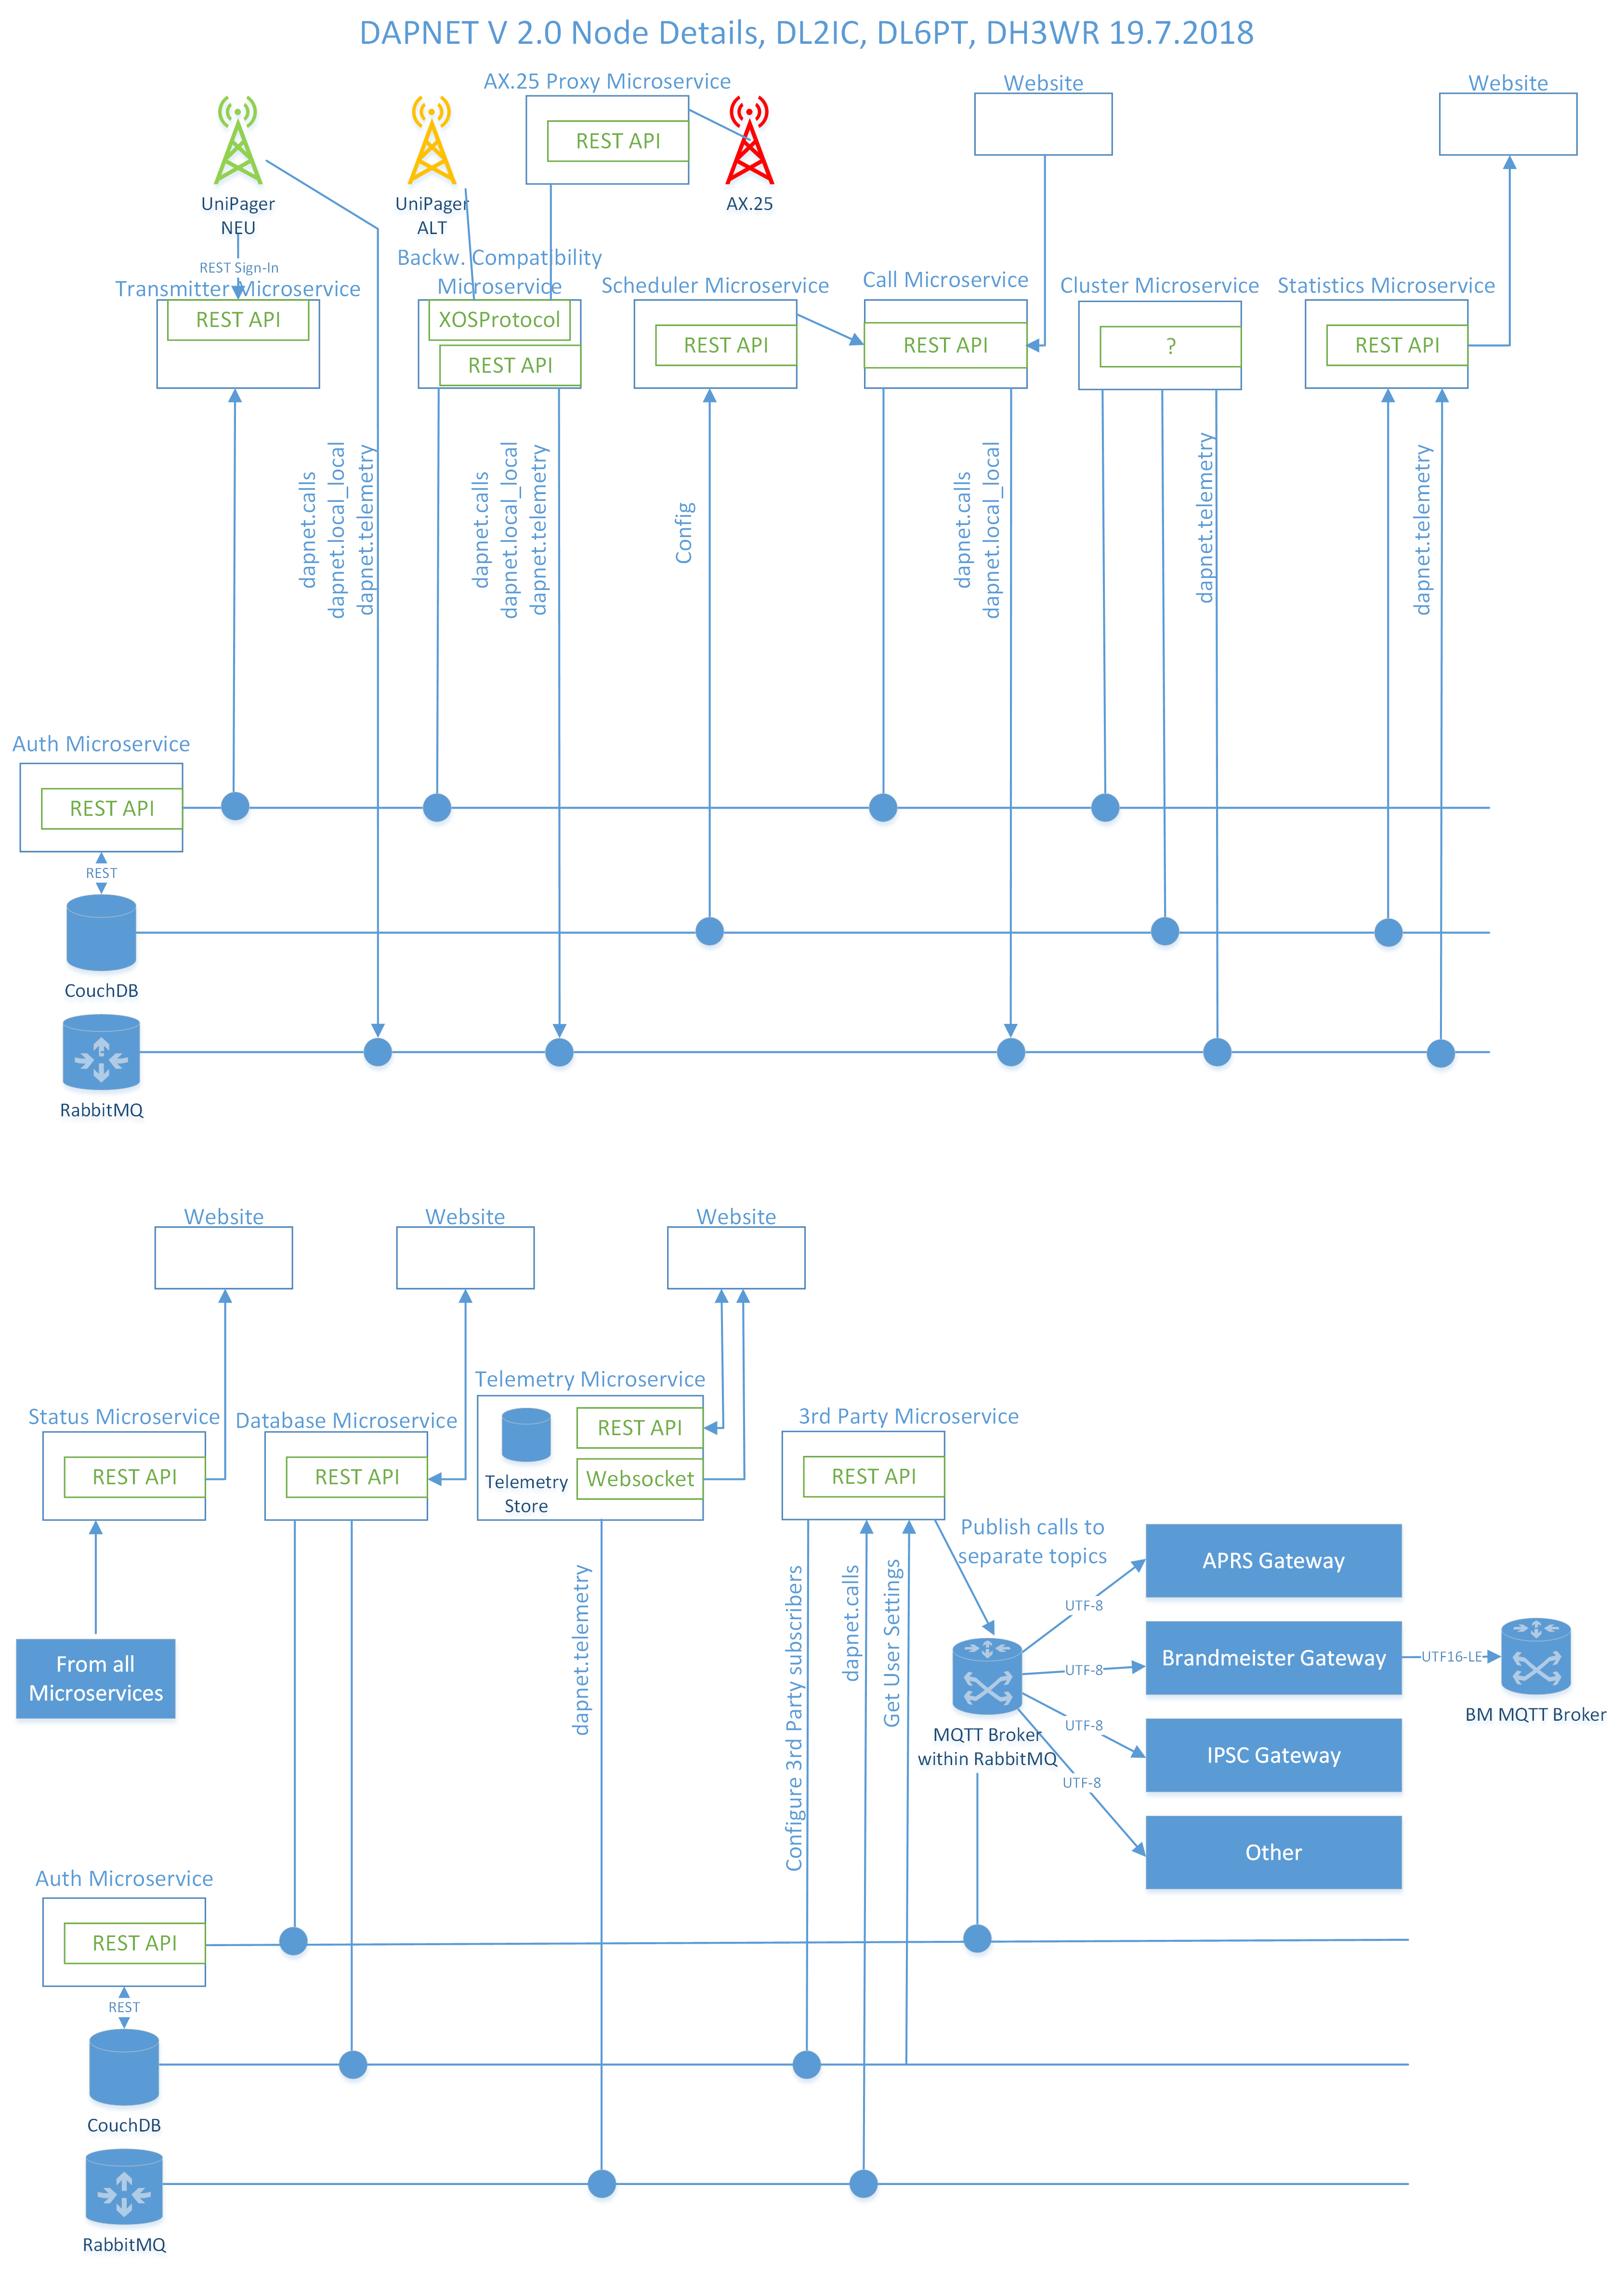 DAPNET V 2.0 Node Details, DL2IC, DL6PT, DH3WR 19.7.2018
AX.25 Proxy Microservice
REST API
Website
Website
UniPager
NEU
UniPager
ALT
AX.25
REST Sign-In
Transmitter Microservice
REST API
Backw. Compatibility
Microservice
XOSProtocol
REST API
Scheduler Microservice
REST API
Call Microservice
REST API
Cluster Microservice
?
Statistics Microservice
REST API
dapnet.calls
dapnet.local_local
dapnet.telemetry
dapnet.calls
dapnet.local_local
dapnet.telemetry
Config
dapnet.calls
dapnet.local_local
dapnet.telemetry
dapnet.telemetry
Auth Microservice
REST API
REST
CouchDB
RabbitMQ
Website
Website
Website
Status Microservice
REST API
Database Microservice
REST API
Telemetry Microservice
REST API
Websocket
Telemetry
Store
3rd Party Microservice
REST API
From all
Microservices
dapnet.telemetry
Configure 3rd Party subscribers
dapnet.calls
Get User Settings
Publish calls to
separate topics
MQTT Broker
within RabbitMQ
UTF-8
UTF-8
UTF-8
UTF-8
APRS Gateway
Brandmeister Gateway
IPSC Gateway
Other
UTF16-LE
BM MQTT Broker
Auth Microservice
REST API
REST
CouchDB
RabbitMQ